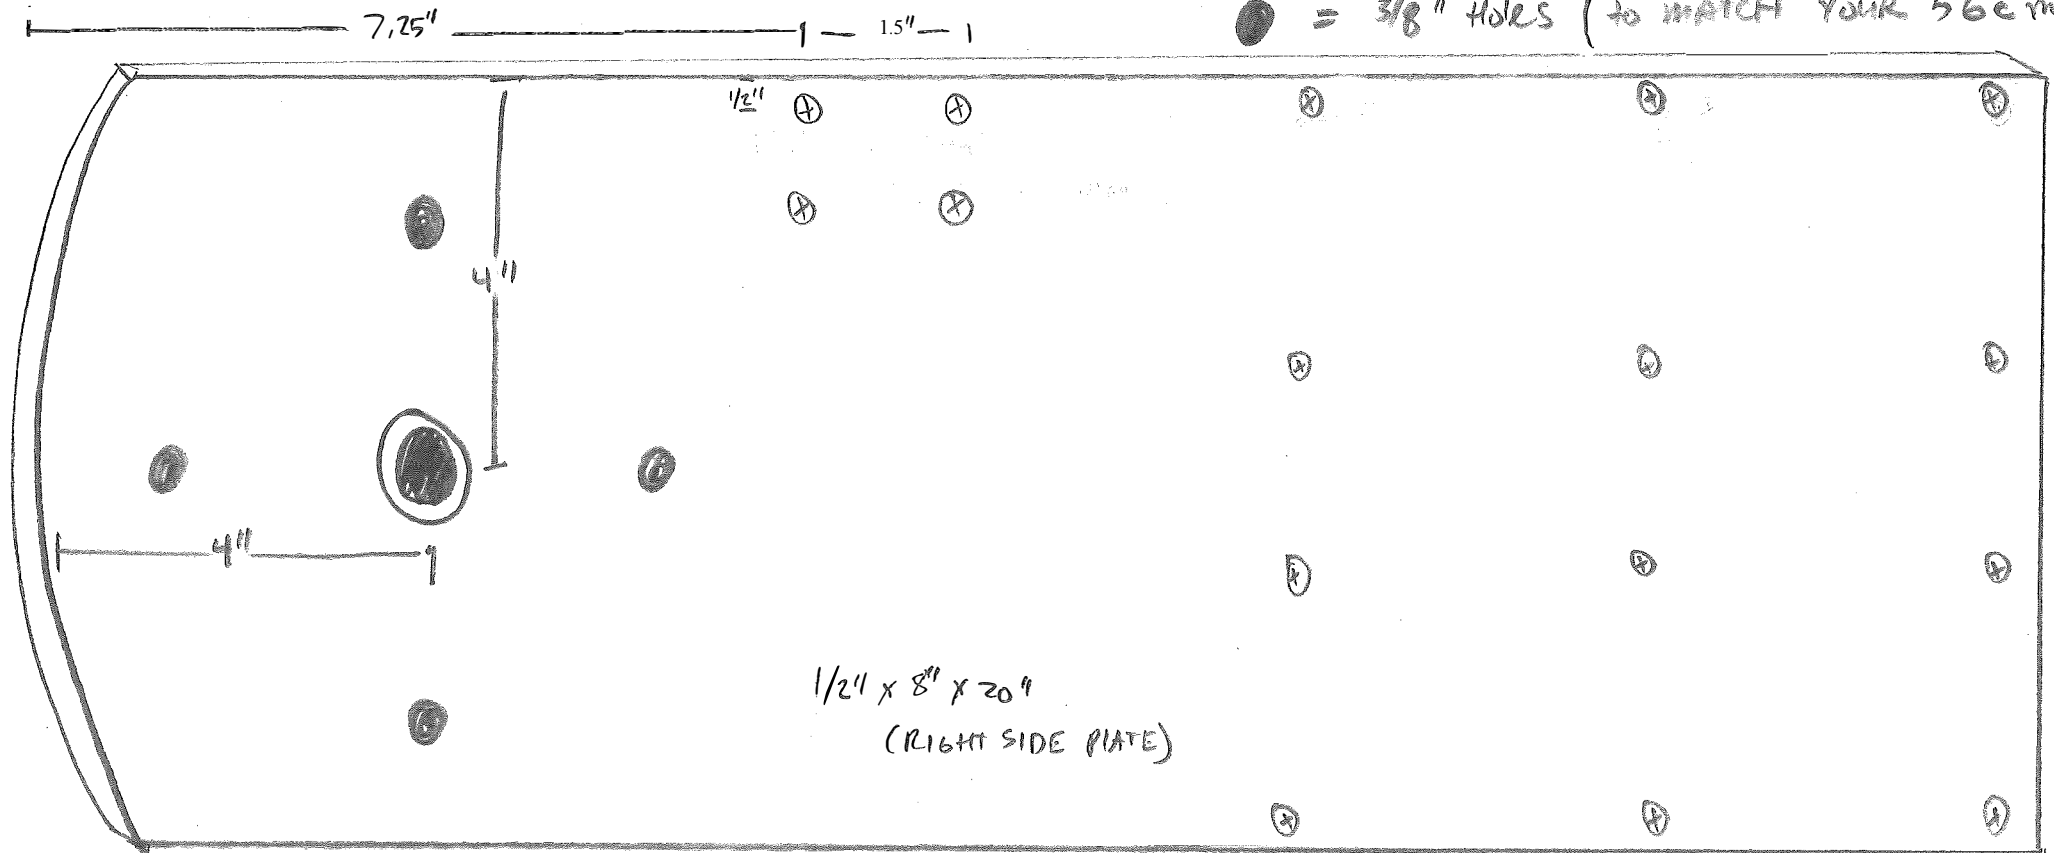 7.25" 1.5"
= 3/8" Holes (to MATCH YOUR 56C
1/2"
4"
4"
1/2" x 8" x 20"
(RIGHT SIDE PLATE)